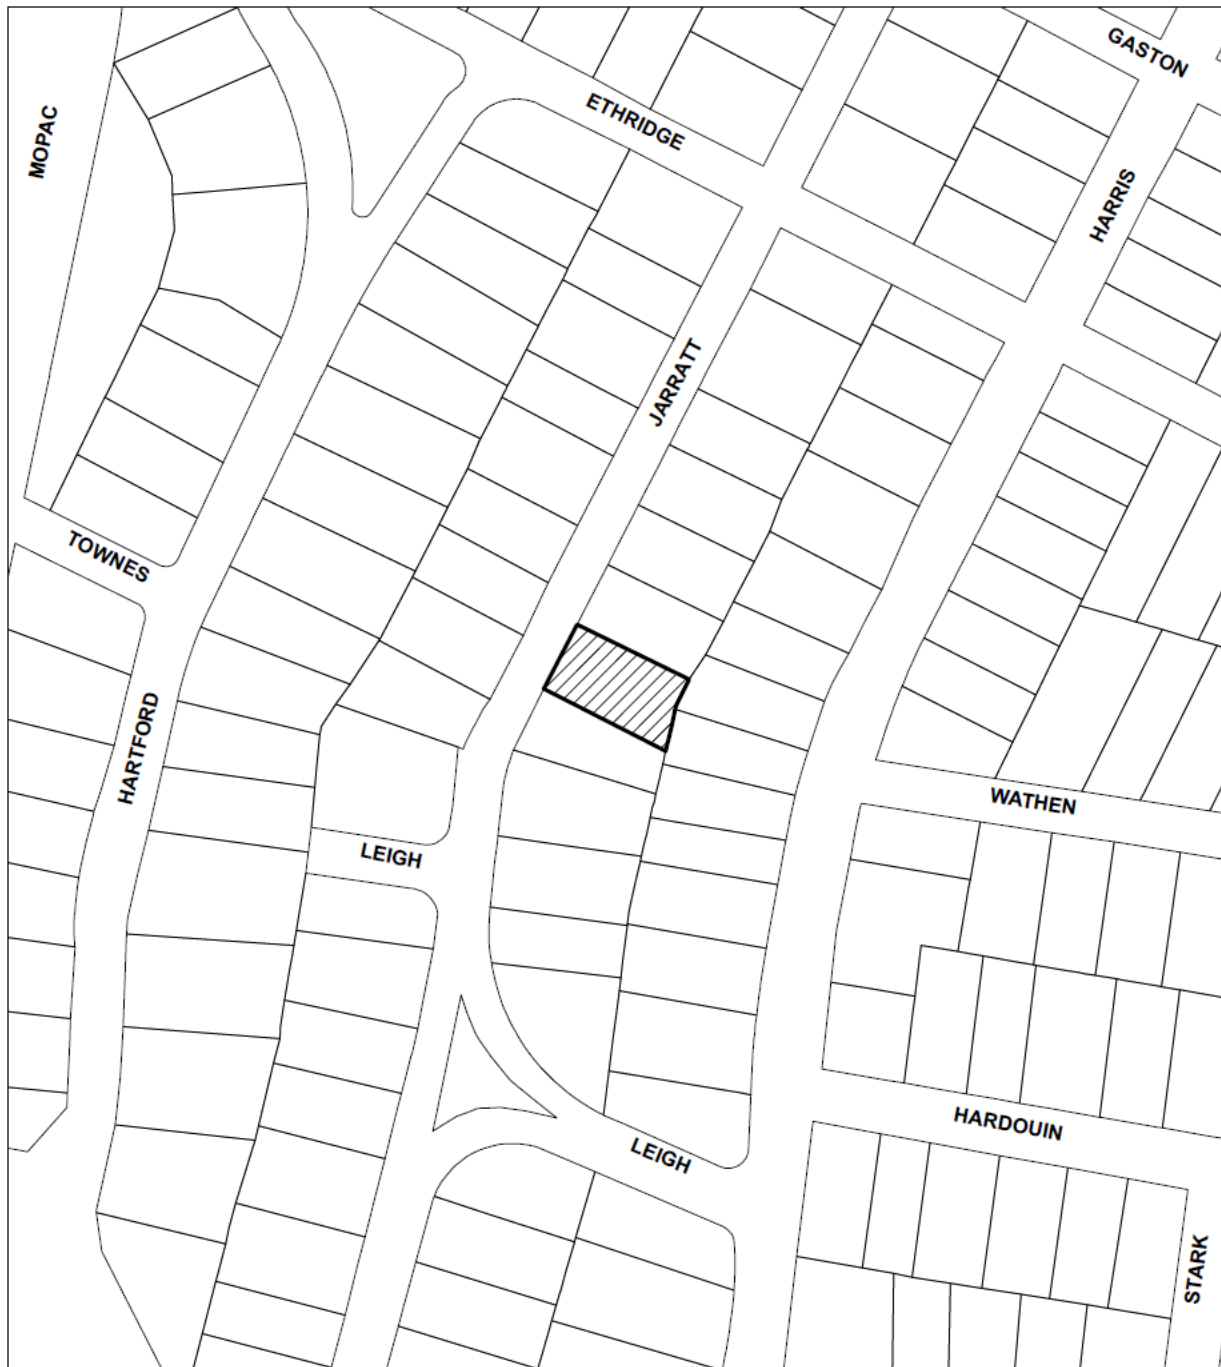 GASTON
ETHRIDGE
MOPAC
HARRIS
JARRATT
TOWNES
HARTFORD
WATHEN
LEIGH
HARDOUIN
LEIGH
STARK